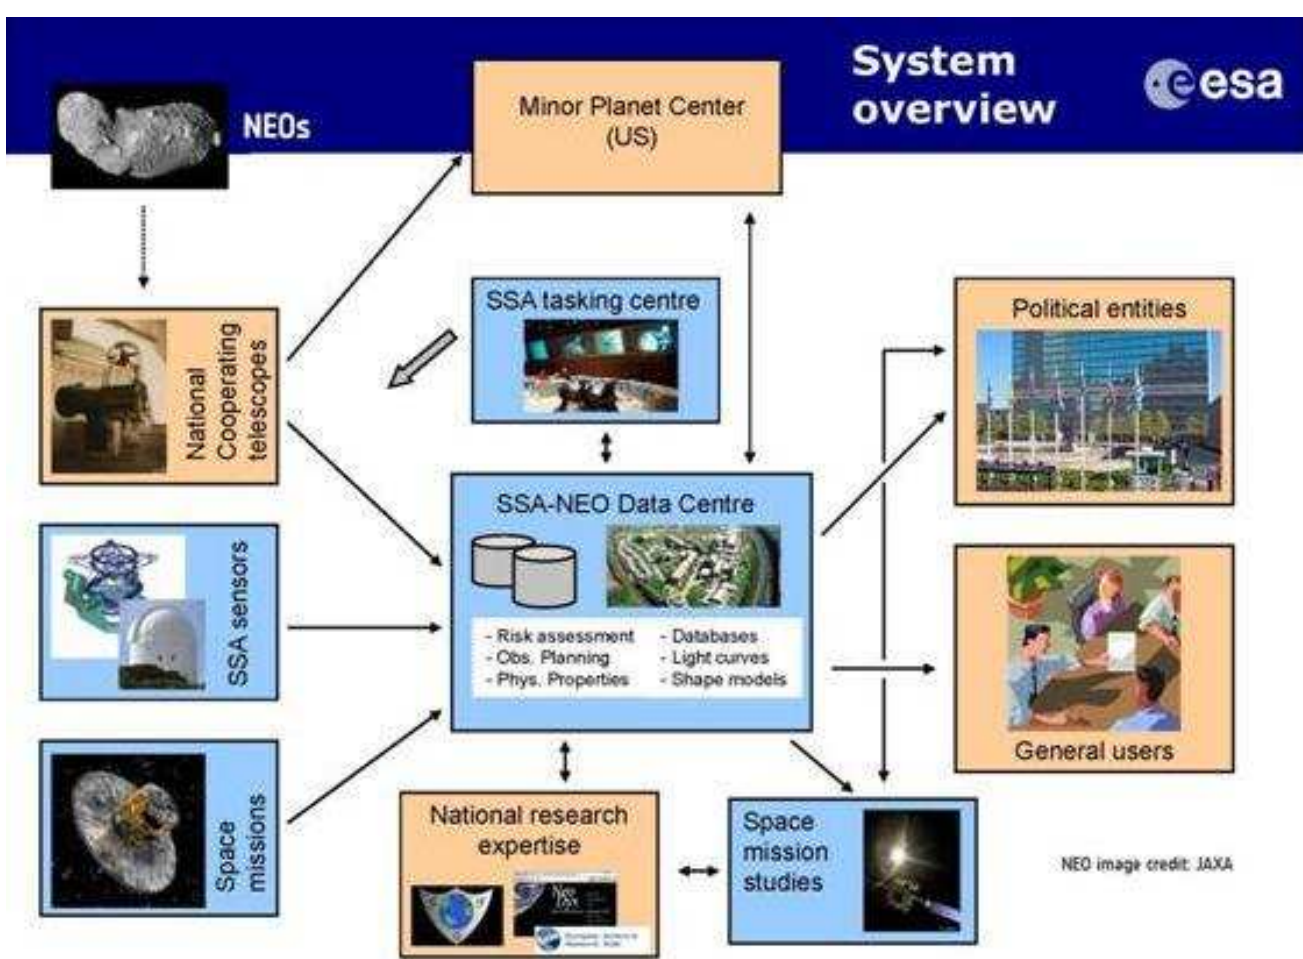 System
overview
esa
NEOs
Minor Planet Center
(US)
SSA tasking centre
Political entities
National
Cooperating
telescopes
SSA-NEO Data Centre
- Risk assessment
- Databases
- Obs. Planning
- Light curves
- Phys. Properties
- Shape models
SSA sensors
General users
Space
missions
National research
expertise
Space
mission
studies
NEO image credit: JAXA